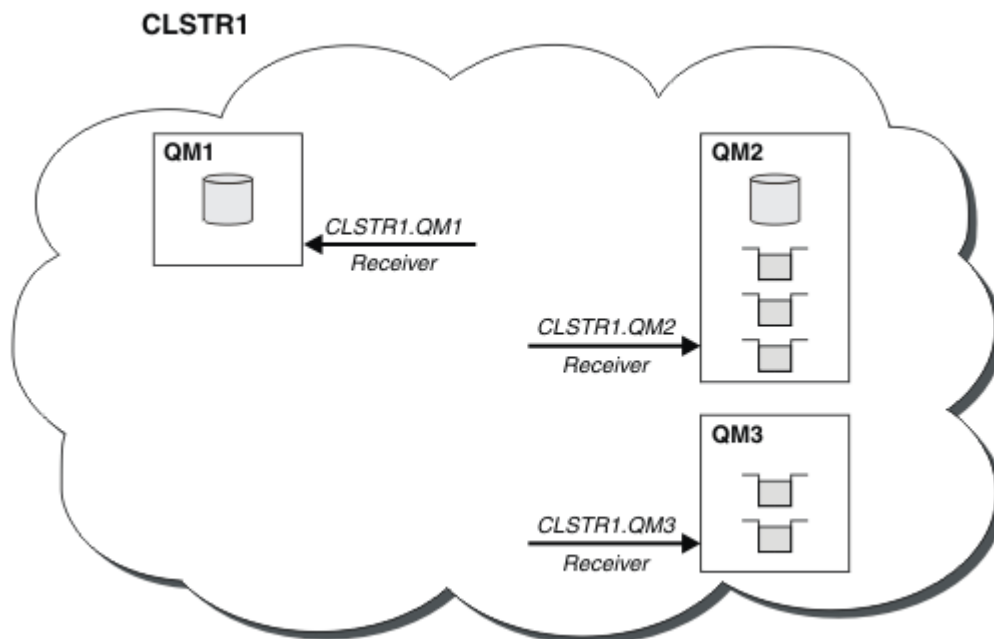 CLSTR1
QM1
CLSTR1.QM1
Receiver
QM2
CLSTR1.QM2
Receiver
QM3
CLSTR1.QM3
Receiver